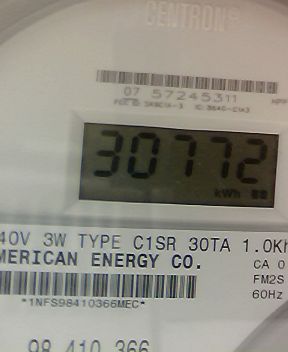 CENTRON®
07 57245311
30772
kWh
40V 3W TYPE C1SR 30TA 1.0Kh
MERICAN ENERGY CO.
CA 0
FM2S
60Hz
*1NFS98410366MEC*
98 410 366